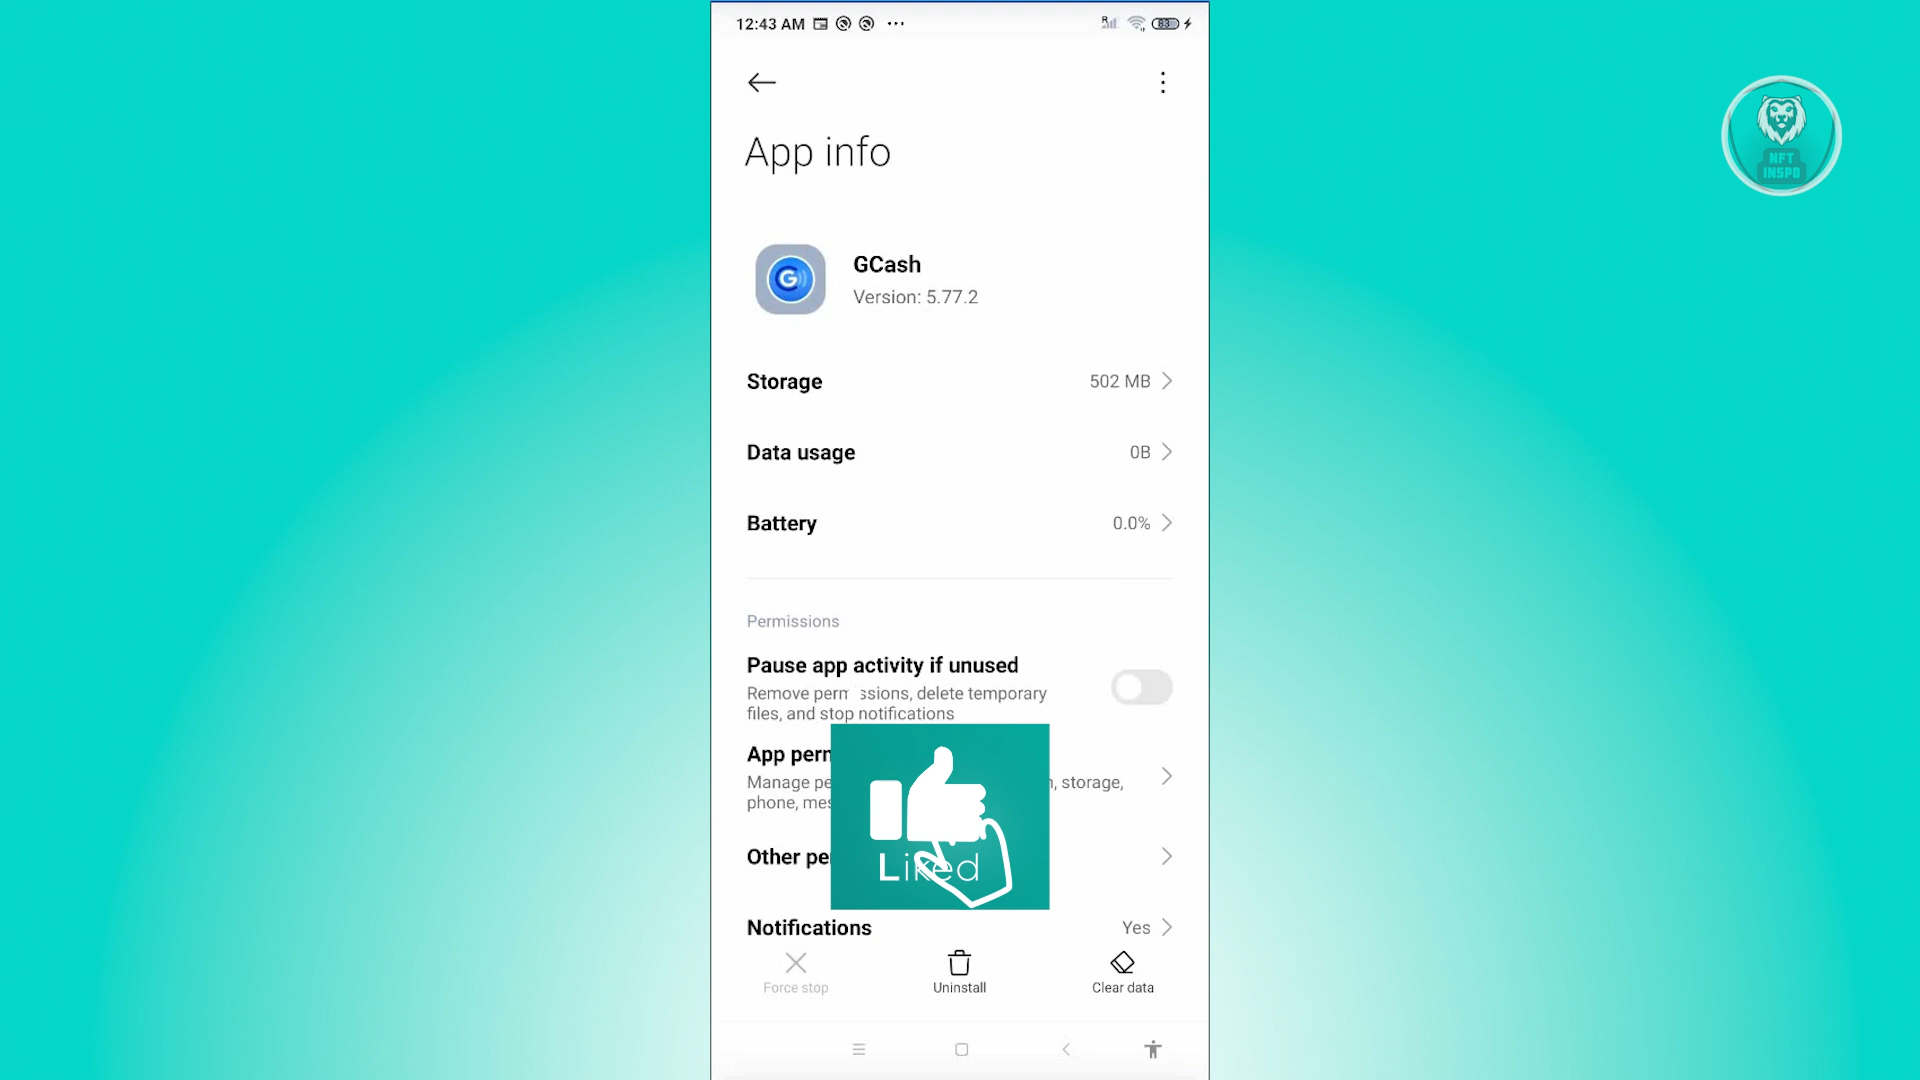 12:43 AM
R
83
App info
NFT
INSPO
G
GCash
Version: 5.77.2
Storage
502 MB
Data usage
0B
Battery
0.0%
Permissions
Pause app activity if unused
Remove permissions, delete temporary
files, and stop notifications
App perm
Manage pe
, storage,
phone, mes
Other pe
Liked
Notifications
Yes
Force stop
Uninstall
Clear data